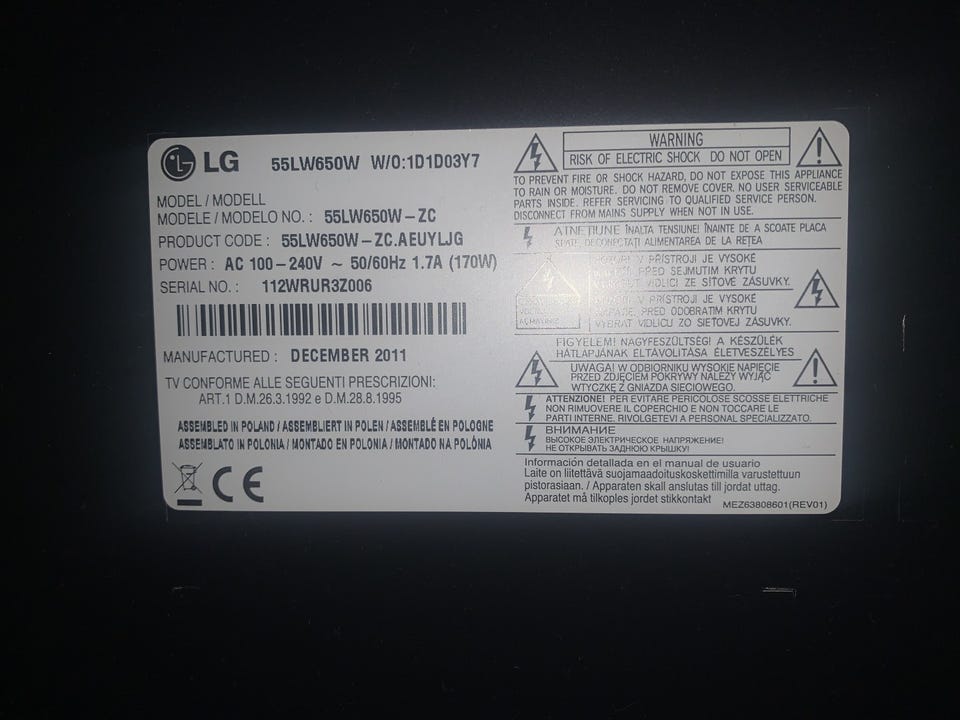 LG 55LW650W W/O:1D1D03Y7
MODEL / MODELL
MODELE / MODELO NO. : 55LW650W-ZC
PRODUCT CODE : 55LW650W-ZC.AEUYLJG
POWER : AC 100-240V ~ 50/60Hz 1.7A (170W)
SERIAL NO. : 112WRUR3Z006
MANUFACTURED : DECEMBER 2011
TV CONFORME ALLE SEGUENTI PRESCRIZIONI:
ART.1 D.M.26.3.1992 e D.M.28.8.1995
ASSEMBLED IN POLAND / ASSEMBLIERT IN POLEN / ASSEMBLÉ EN POLOGNE
ASSEMBLATO IN POLONIA / MONTADO EN POLONIA / MONTADO NA POLÔNIA
CE
WARNING
RISK OF ELECTRIC SHOCK DO NOT OPEN
TO PREVENT FIRE OR SHOCK HAZARD, DO NOT EXPOSE THIS APPLIANCE
TO RAIN OR MOISTURE. DO NOT REMOVE COVER. NO USER SERVICEABLE
PARTS INSIDE. REFER SERVICING TO QUALIFIED SERVICE PERSON.
DISCONNECT FROM MAINS SUPPLY WHEN NOT IN USE.
ATNEȚIUNE ÎNALTA TENSIUNE! ÎNAINTE DE A SCOATE PLACA
SPATE, DECONECTAȚI ALIMENTAREA DE LA REȚEA
V PŘÍSTROJI JE VYSOKÉ
PŘED SEJMUTIM KRYTU
VIDLICI ZE SÍTĚ ZÁSUVKY.
V PRÍSTROJI JE VYSOKÉ
PRED ODOBRATIM KRYTU
VYBRAT VIDLICU ZO SIEŤOVEJ ZÁSUVKY.
FIGYELEM! NAGYFESZÜLTSÉG! A KÉSZÜLÉK
HÁTLAPJÁNAK ELTÁVOLÍTÁSA ÉLETVESZÉLYES
UWAGA! W ODBIORNIKU WYSOKIE NAPIĘCIE
PRZED ZDJĘCIEM POKRYWY NALEŻY WYJĄĆ
WTYCZKĘ Z GNIAZDA SIECIOWEGO.
ATTENZIONE! PER EVITARE PERICOLOSE SCOSSE ELETTRICHE
NON RIMUOVERE IL COPERCHIO E NON TOCCARE LE
PARTI INTERNE. RIVOLGETEVI A PERSONAL SPECIALIZZATO.
ВНИМАНИЕ
ВЫСОКОЕ ЭЛЕКТРИЧЕСКОЕ НАПРЯЖЕНИЕ!
НЕ ОТКРЫВАТЬ ЗАДНЮЮ КРЫШКУ!
Información detallada en el manual de usuario
Laite on liitettävä suojamaadoituskoskettimilla varustettuun
pistorasiaan. / Apparaten skall anslutas till jordat uttag.
Apparatet må tilkoples jordet stikkontakt
MEZ63808601(REV01)